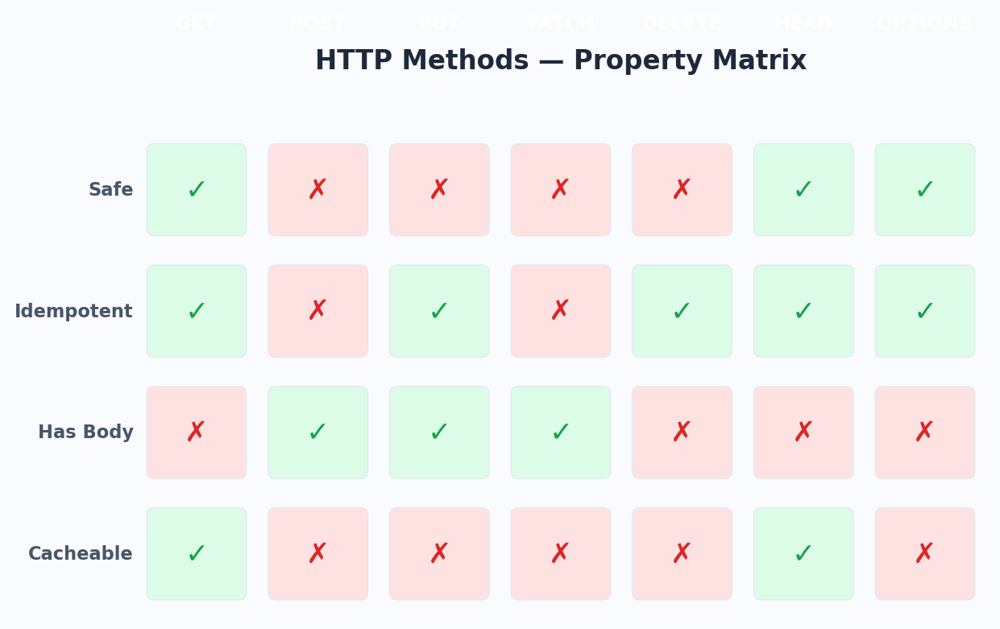 GET POST PUT PATCH DELETE HEAD OPTIONS
HTTP Methods — Property Matrix
Safe ✓ ✗ ✗ ✗ ✗ ✓ ✓
Idempotent ✓ ✗ ✓ ✗ ✓ ✓ ✓
Has Body ✗ ✓ ✓ ✓ ✗ ✗ ✗
Cacheable ✓ ✗ ✗ ✗ ✗ ✓ ✗